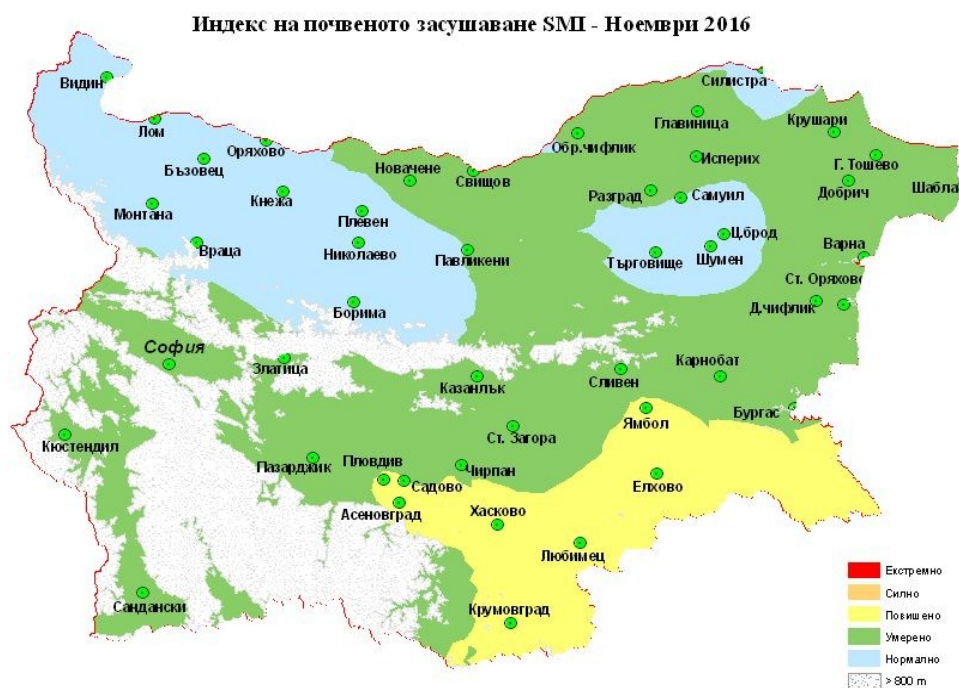 Индекс на почвеното засушаване SMI - Ноември 2016
Видин
Силистра
Лом
Главиница
Крушари
Оряхово
Обр.чифлик
Бързовец
Новачене
Свищов
Исперих
Г. Тошево
Кнежа
Разград
Самуил
Добрич
Шабла
Монтана
Плевен
Враца
Николаево
Павликени
Ц.брод
Търговище
Шумен
Варна
Ст. Оряхово
Борима
Д.чифлик
София
Златица
Казанлък
Сливен
Карнобат
Бургас
Ямбол
Кюстендил
Ст. Загора
Пазарджик
Пловдив
Чирпан
Садово
Елхово
Асеновград
Хасково
Любимец
Сандански
Крумовград
Екстремно
Силно
Повишено
Умерено
Нормално
> 800 m